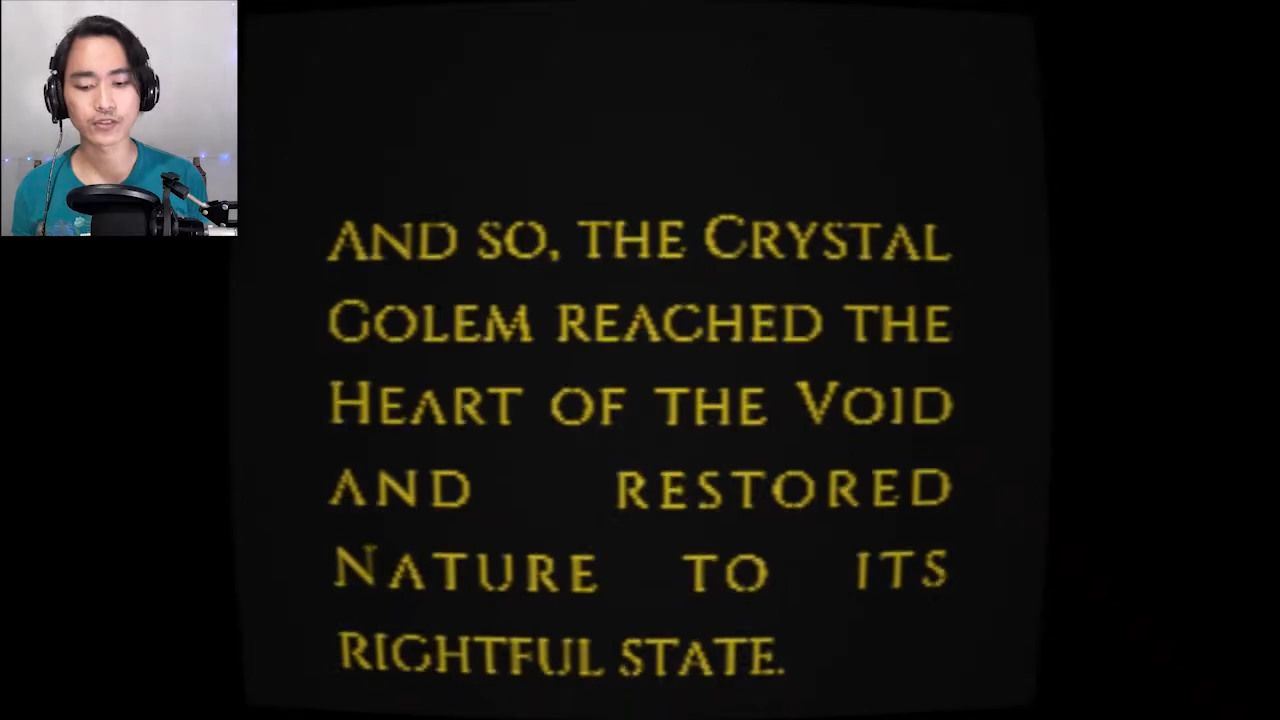 And so, the Crystal
Golem reached the
Heart of the Void
and restored
Nature to its
rightful state.